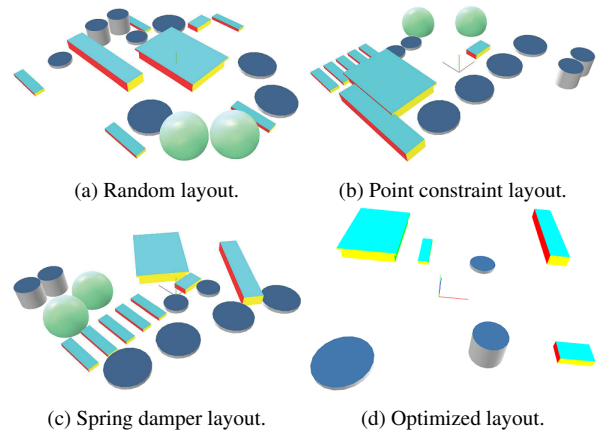 (a) Random layout.
(b) Point constraint layout.
(c) Spring damper layout.
(d) Optimized layout.